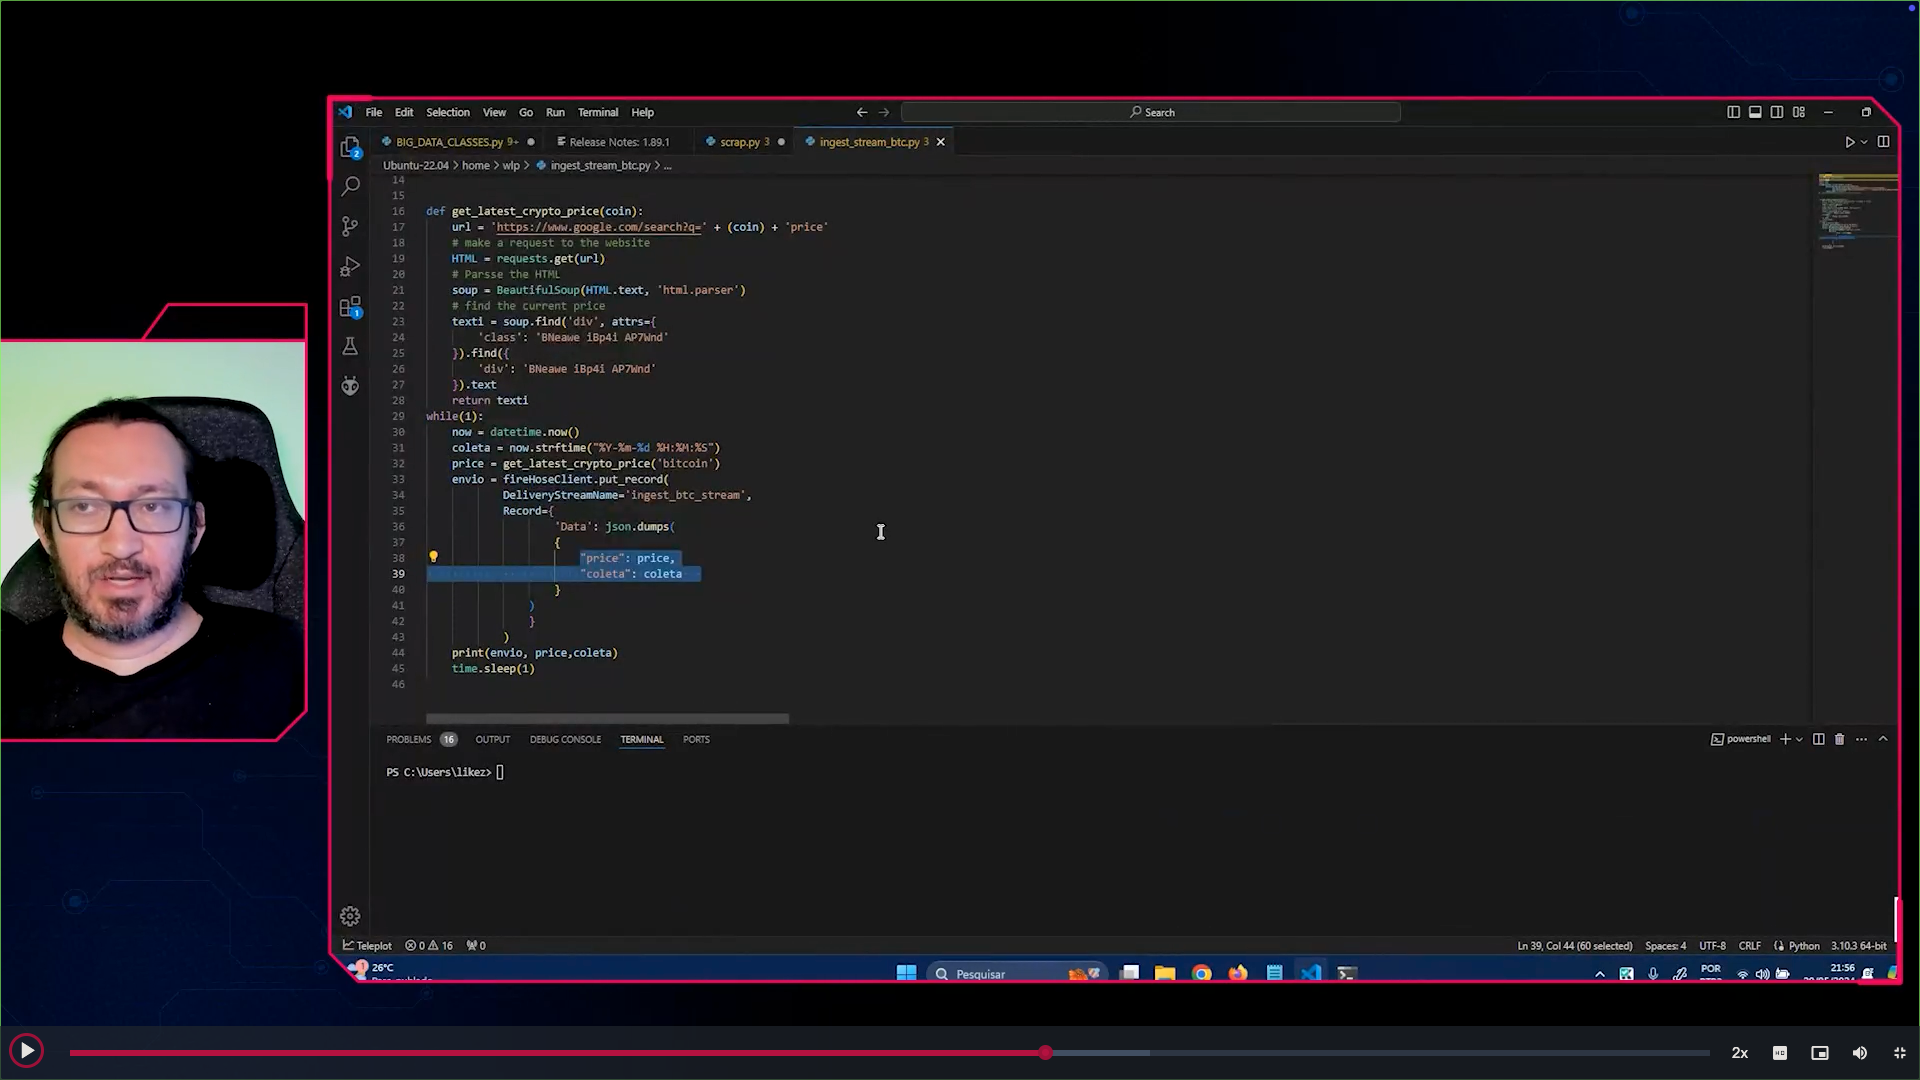 File Edit Selection View Go Run Terminal Help
Search
BIG_DATA_CLASSES.py 9+
Release Notes: 1.89.1
scrap.py 3
ingest_stream_btc.py 3
Ubuntu-22.04 > home > wlp > ingest_stream_btc.py > ...
14
15
16 def get_latest_crypto_price(coin):
17 url = 'https://www.google.com/search?q=' + (coin) + 'price'
18 # make a request to the website
19 HTML = requests.get(url)
20 # Parsse the HTML
21 soup = BeautifulSoup(HTML.text, 'html.parser')
22 # find the current price
23 texti = soup.find('div', attrs={
24 'class': 'BNeawe iBp4i AP7Wnd'
25 }).find({
26 'div': 'BNeawe iBp4i AP7Wnd'
27 }).text
28 return texti
29 while(1):
30 now = datetime.now()
31 coleta = now.strftime("%Y-%m-%d %H:%M:%S")
32 price = get_latest_crypto_price('bitcoin')
33 envio = fireHoseClient.put_record(
34 DeliveryStreamName='ingest_btc_stream',
35 Record={
36 'Data': json.dumps(
37 {
38 "price": price,
39 "coleta": coleta
40 }
41 )
42 }
43 )
44 print(envio, price,coleta)
45 time.sleep(1)
46
PROBLEMS 16 OUTPUT DEBUG CONSOLE TERMINAL PORTS
powershell
PS C:\Users\likez>
Teleplot 0 16 0
Ln 39, Col 44 (60 selected) Spaces: 4 UTF-8 CRLF Python 3.10.3 64-bit
26°C
Pesquisar
POR
21:56
2x